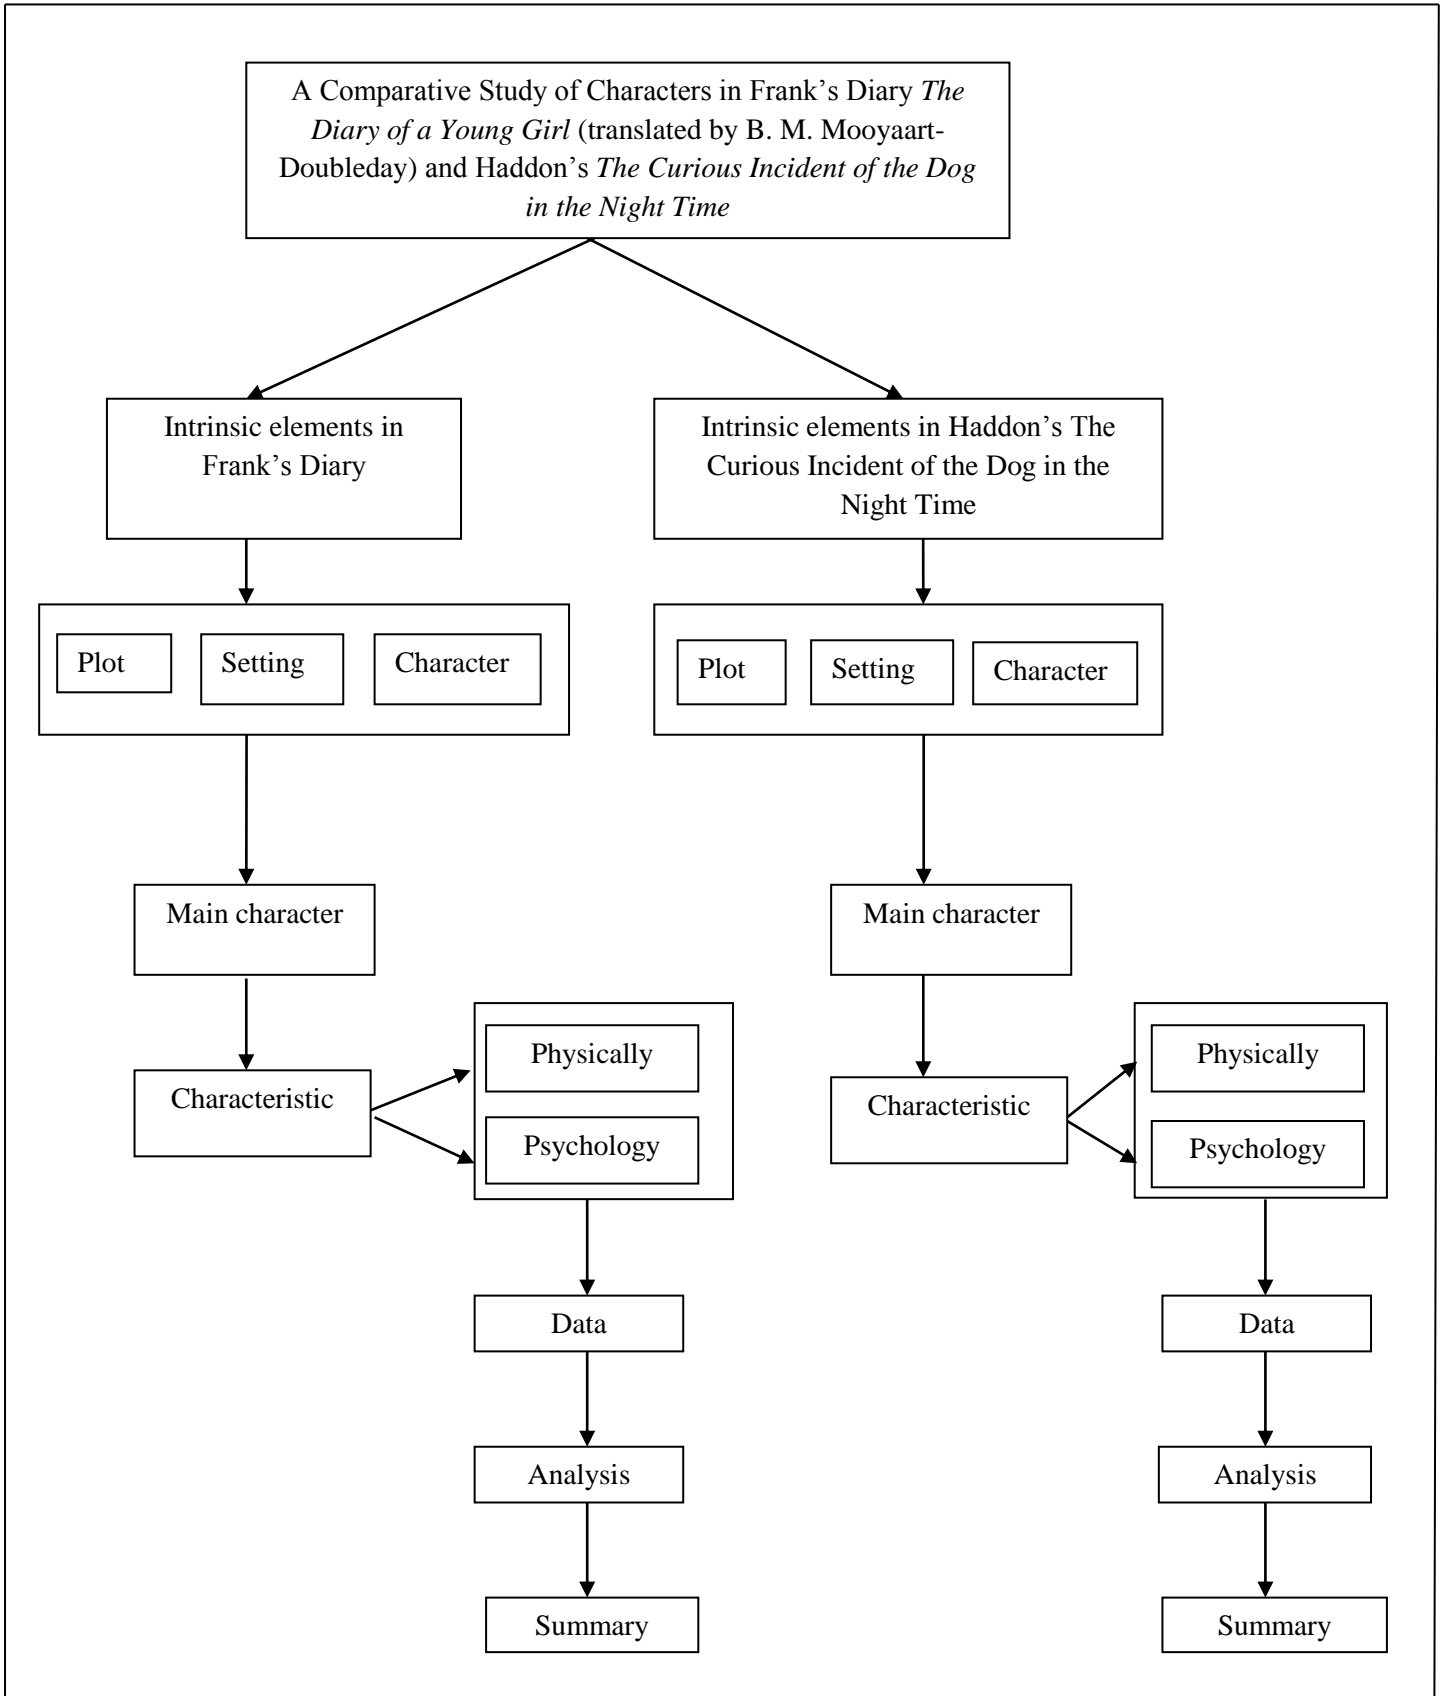 A Comparative Study of Characters in Frank’s Diary The
Diary of a Young Girl (translated by B. M. Mooyaart-
Doubleday) and Haddon’s The Curious Incident of the Dog
in the Night Time
Intrinsic elements in
Frank’s Diary
Intrinsic elements in Haddon’s The
Curious Incident of the Dog in the
Night Time
Plot
Setting
Character
Plot
Setting
Character
Main character
Main character
Characteristic
Physically
Psychology
Characteristic
Physically
Psychology
Data
Data
Analysis
Analysis
Summary
Summary